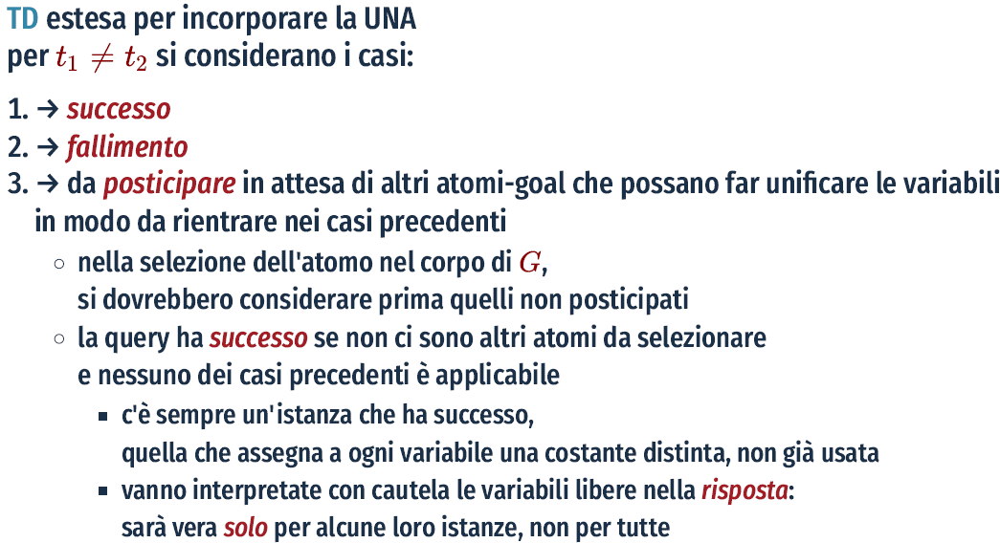 TD estesa per incorporare la UNA
per t₁ ≠ t₂ si considerano i casi:
1. → successo
2. → fallimento
3. → da posticipare in attesa di altri atomi-goal che possano far unificare le variabili
in modo da rientrare nei casi precedenti
○ nella selezione dell'atomo nel corpo di G,
si dovrebbero considerare prima quelli non posticipati
○ la query ha successo se non ci sono altri atomi da selezionare
e nessuno dei casi precedenti è applicabile
▪ c'è sempre un'istanza che ha successo,
quella che assegna a ogni variabile una costante distinta, non già usata
▪ vanno interpretate con cautela le variabili libere nella risposta:
sarà vera solo per alcune loro istanze, non per tutte